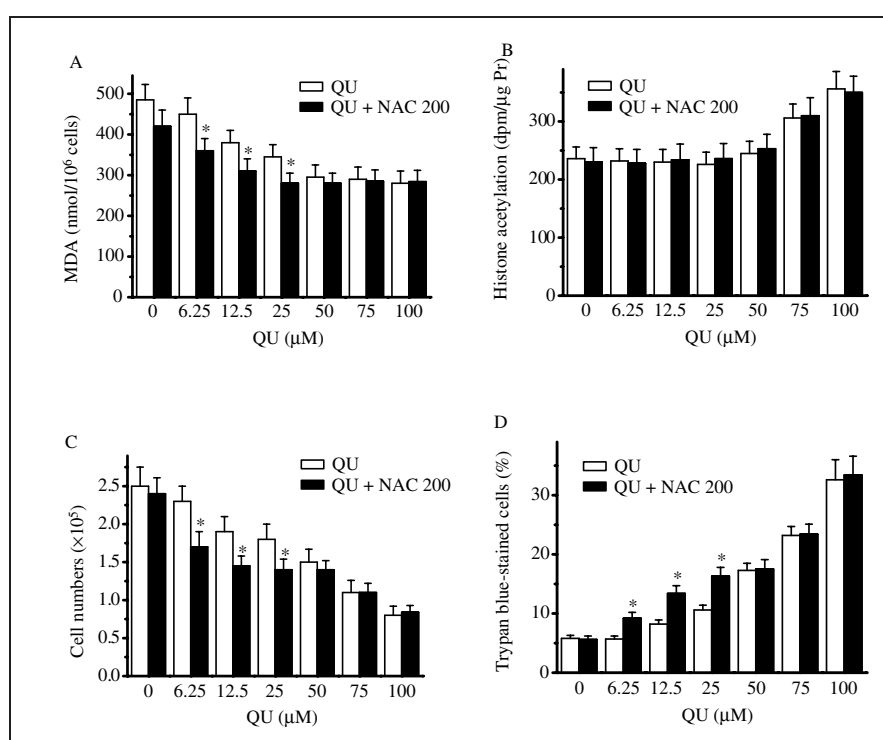 A
MDA (nmol/10⁶ cells)
500
400
300
200
100
0
QU
QU + NAC 200
*
*
*
0 6.25 12.5 25 50 75 100
QU (μM)
B
Histone acetylation (dpm/μg Pr)
300
200
100
0
QU
QU + NAC 200
0 6.25 12.5 25 50 75 100
QU (μM)
C
Cell numbers (×10⁵)
2.5
2.0
1.5
1.0
0.5
0.0
QU
QU + NAC 200
*
*
*
0 6.25 12.5 25 50 75 100
QU (μM)
D
Trypan blue-stained cells (%)
30
20
10
0
QU
QU + NAC 200
*
*
*
0 6.25 12.5 25 50 75 100
QU (μM)